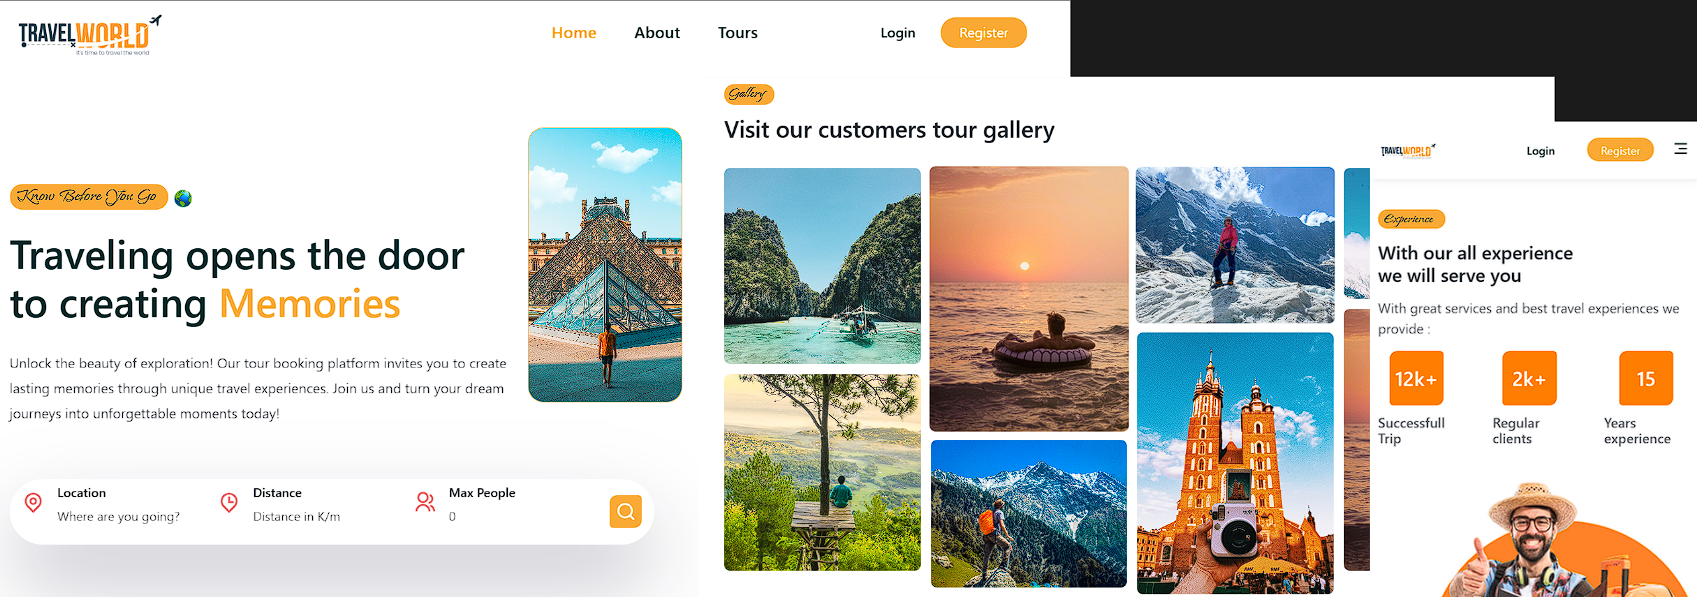 TRAVELWORLD
it's time to travel the world
Home
About
Tours
Login
Register
Know Before You Go
Traveling opens the door
to creating Memories
Unlock the beauty of exploration! Our tour booking platform invites you to create
lasting memories through unique travel experiences. Join us and turn your dream
journeys into unforgettable moments today!
Location
Where are you going?
Distance
Distance in K/m
Max People
0
Gallery
Visit our customers tour gallery
TRAVELWORLD
Login
Register
Experience
With our all experience
we will serve you
With great services and best travel experiences we
provide :
12k+
Successfull
Trip
2k+
Regular
clients
15
Years
experience